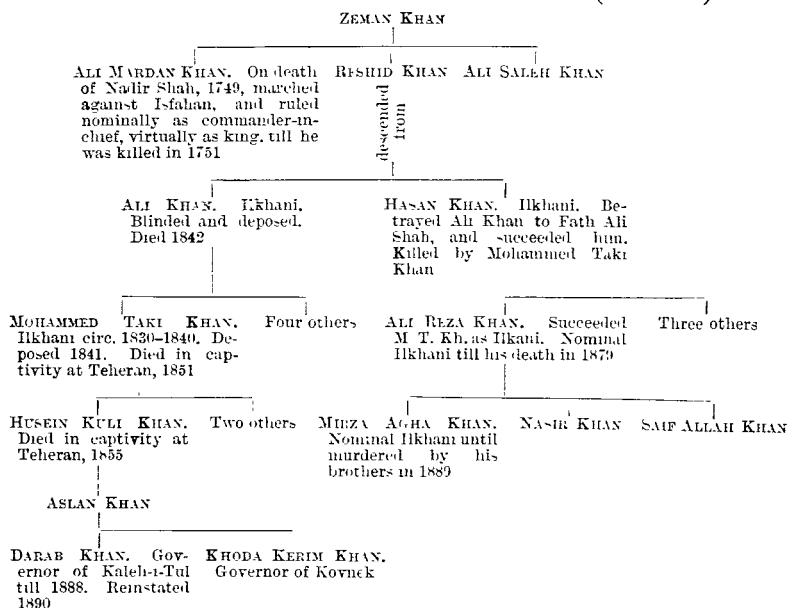 ZEMAN KHAN
ALI MARDAN KHAN. On death
of Nadir Shah, 1749, marched
against Isfahan, and ruled
nominally as commander-in-
chief, virtually as king, till he
was killed in 1751
RESHID KHAN
ALI SALEH KHAN
descended
from
ALI KHAN. Ilkhani.
Blinded and deposed.
Died 1842
HASAN KHAN. Ilkhani. Be-
trayed Ali Khan to Fath Ali
Shah, and succeeded him.
Killed by Mohammed Taki
Khan
MOHAMMED TAKI KHAN.
Ilkhani circ. 1830-1840. De-
posed 1841. Died in cap-
tivity at Teheran, 1851
Four others
ALI REZA KHAN. Succeeded
M T. Kh. as Ilkani. Nominal
Ilkhani till his death in 1879
Three others
HUSEIN KULI KHAN.
Died in captivity at
Teheran, 1855
Two others
MIRZA AGHA KHAN.
Nominal Ilkhani until
murdered by his
brothers in 1889
NASIR KHAN
SAIF ALLAH KHAN
ASLAN KHAN
DARAB KHAN. Gov-
ernor of Kaleh-i-Tul
till 1888. Reinstated
1890
KHODA KERIM KHAN.
Governor of Kovnek